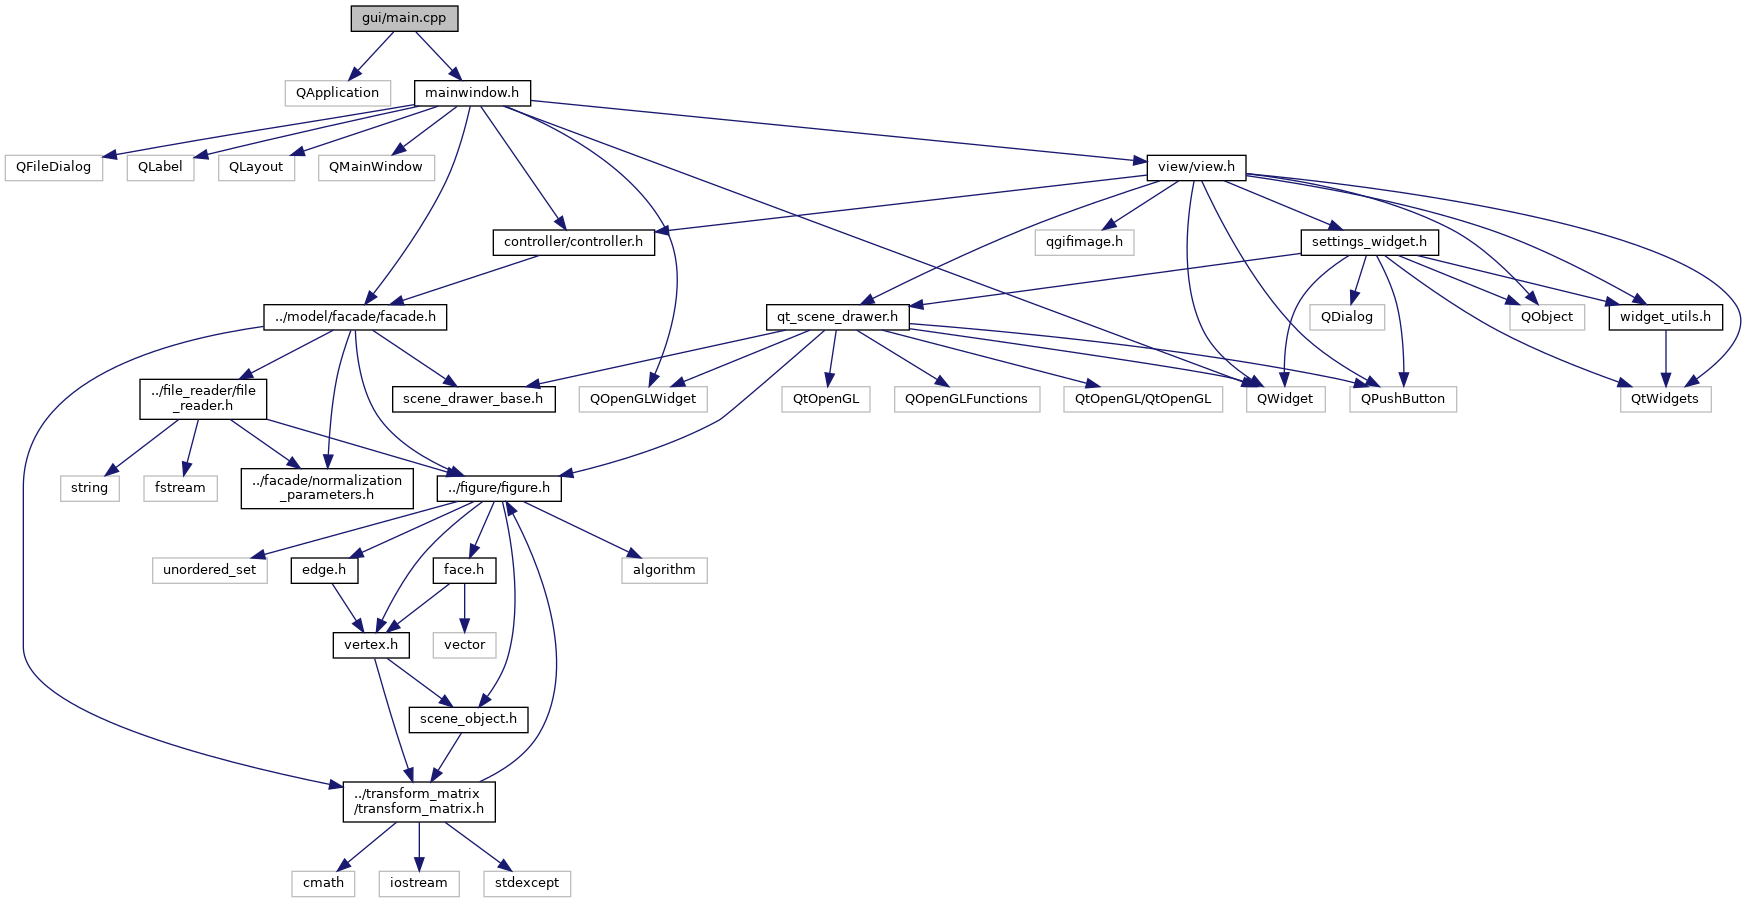 gui/main.cpp
QApplication
mainwindow.h
QFileDialog
QLabel
QLayout
QMainWindow
view/view.h
controller/controller.h
qgifimage.h
settings_widget.h
../model/facade/facade.h
qt_scene_drawer.h
QDialog
QObject
widget_utils.h
../file_reader/file
_reader.h
scene_drawer_base.h
QOpenGLWidget
QtOpenGL
QOpenGLFunctions
QtOpenGL/QtOpenGL
QWidget
QPushButton
QtWidgets
string
fstream
../facade/normalization
_parameters.h
../figure/figure.h
unordered_set
edge.h
face.h
algorithm
vertex.h
vector
scene_object.h
../transform_matrix
/transform_matrix.h
cmath
iostream
stdexcept